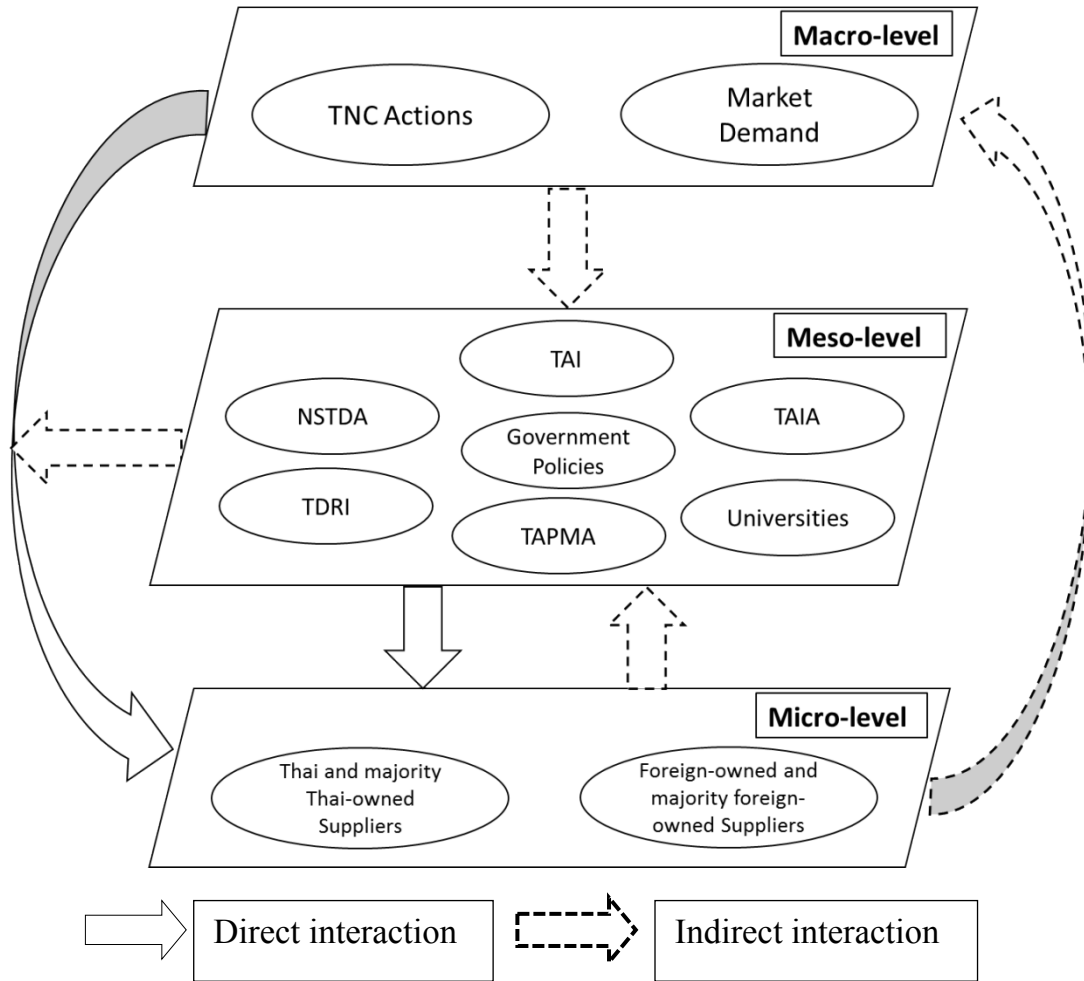 Macro-level
TNC Actions
Market
Demand
Meso-level
TAI
NSTDA
TAIA
Government
Policies
TDRI
Universities
TAPMA
Micro-level
Thai and majority
Thai-owned
Suppliers
Foreign-owned and
majority foreign-
owned Suppliers
Direct interaction
Indirect interaction